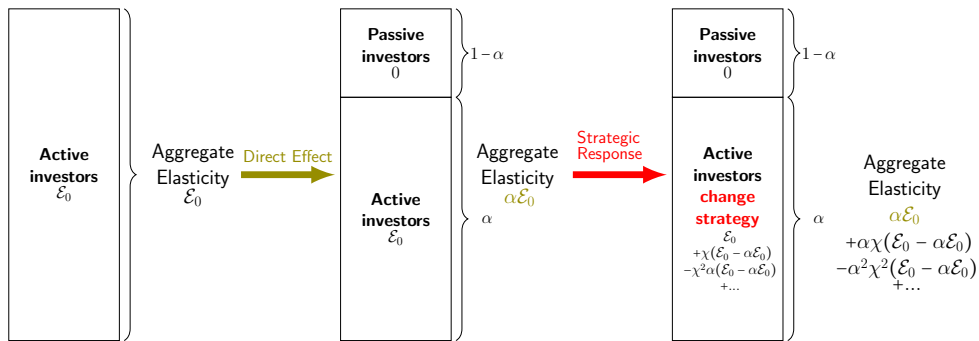 Active
investors
ℰ₀
Aggregate
Elasticity
ℰ₀
Direct Effect
Passive
investors
0
1 − α
Active
investors
ℰ₀
α
Aggregate
Elasticity
αℰ₀
Strategic
Response
Passive
investors
0
1 − α
Active
investors
change
strategy
ℰ₀
+χ(ℰ₀ − αℰ₀)
−χ²α(ℰ₀ − αℰ₀)
+...
α
Aggregate
Elasticity
αℰ₀
+αχ(ℰ₀ − αℰ₀)
−α²χ²(ℰ₀ − αℰ₀)
+...